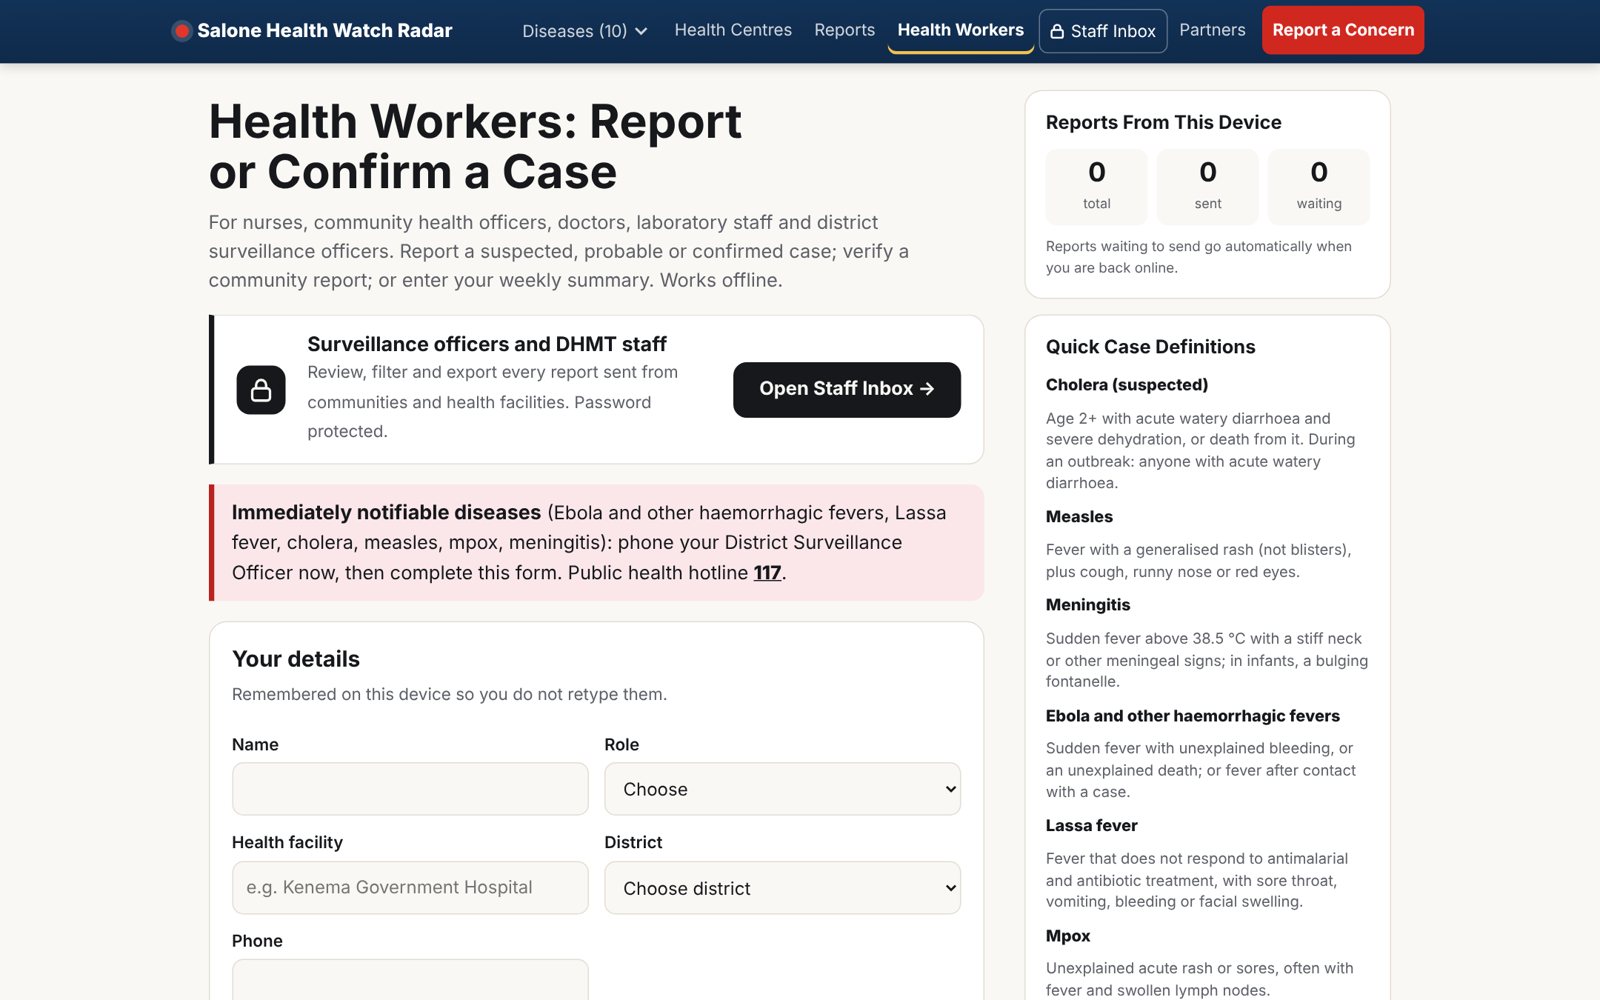 Salone Health Watch Radar
Diseases (10)
Health Centres
Reports
Health Workers
Staff Inbox
Partners
Report a Concern
Health Workers: Report
or Confirm a Case
For nurses, community health officers, doctors, laboratory staff and district
surveillance officers. Report a suspected, probable or confirmed case; verify a
community report; or enter your weekly summary. Works offline.
Surveillance officers and DHMT staff
Review, filter and export every report sent from
communities and health facilities. Password
protected.
Open Staff Inbox →
Immediately notifiable diseases (Ebola and other haemorrhagic fevers, Lassa
fever, cholera, measles, mpox, meningitis): phone your District Surveillance
Officer now, then complete this form. Public health hotline 117.
Your details
Remembered on this device so you do not retype them.
Name
Role
Choose
Health facility
District
e.g. Kenema Government Hospital
Choose district
Phone
Reports From This Device
0
total
0
sent
0
waiting
Reports waiting to send go automatically when
you are back online.
Quick Case Definitions
Cholera (suspected)
Age 2+ with acute watery diarrhoea and
severe dehydration, or death from it. During
an outbreak: anyone with acute watery
diarrhoea.
Measles
Fever with a generalised rash (not blisters),
plus cough, runny nose or red eyes.
Meningitis
Sudden fever above 38.5 °C with a stiff neck
or other meningeal signs; in infants, a bulging
fontanelle.
Ebola and other haemorrhagic fevers
Sudden fever with unexplained bleeding, or
an unexplained death; or fever after contact
with a case.
Lassa fever
Fever that does not respond to antimalarial
and antibiotic treatment, with sore throat,
vomiting, bleeding or facial swelling.
Mpox
Unexplained acute rash or sores, often with
fever and swollen lymph nodes.